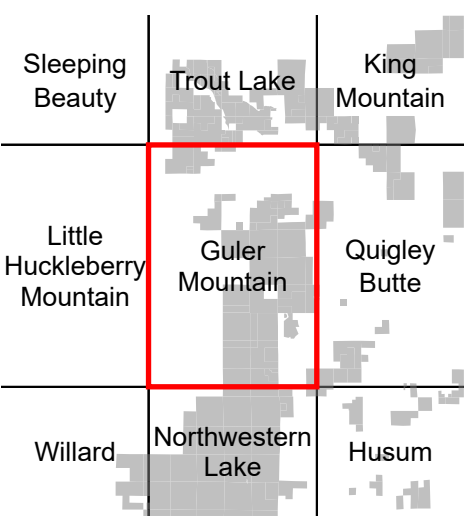 Sleeping
Beauty
Trout Lake
King
Mountain
Little
Huckleberry
Mountain
Guler
Mountain
Quigley
Butte
Willard
Northwestern
Lake
Husum